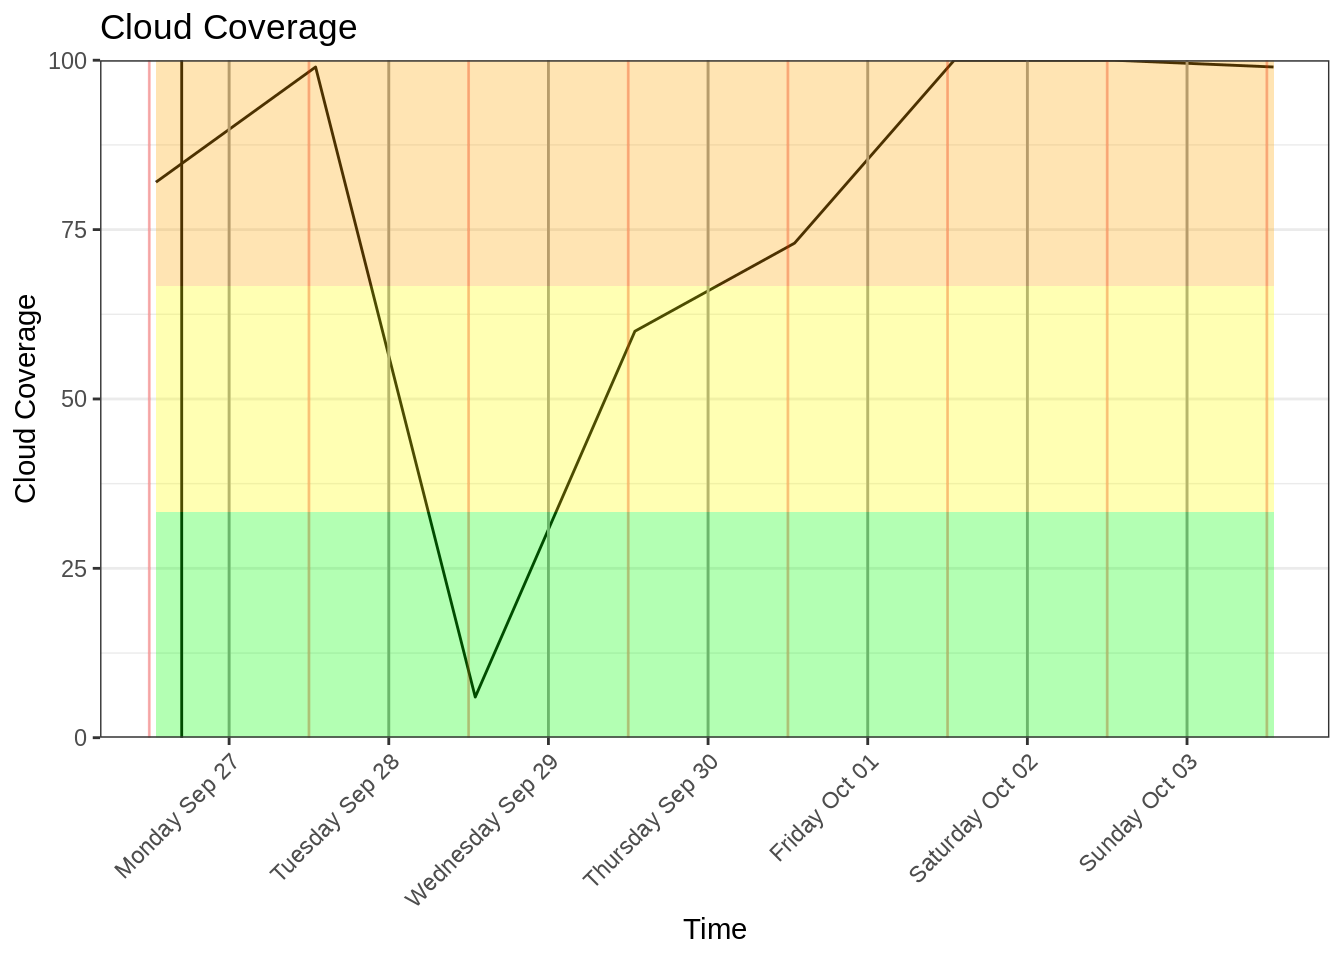 Cloud Coverage
100
75
50
25
0
Cloud Coverage
Monday Sep 27
Tuesday Sep 28
Wednesday Sep 29
Thursday Sep 30
Friday Oct 01
Saturday Oct 02
Sunday Oct 03
Time